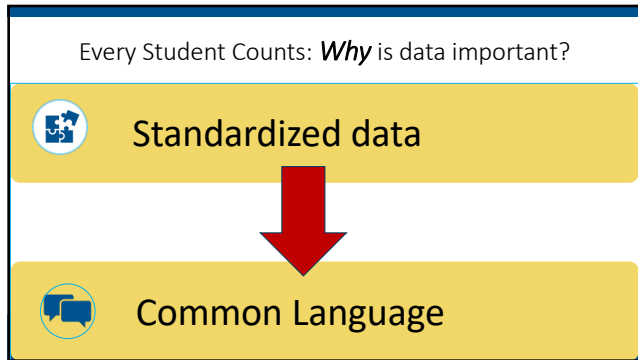 Every Student Counts: Why is data important?
Standardized data
Common Language